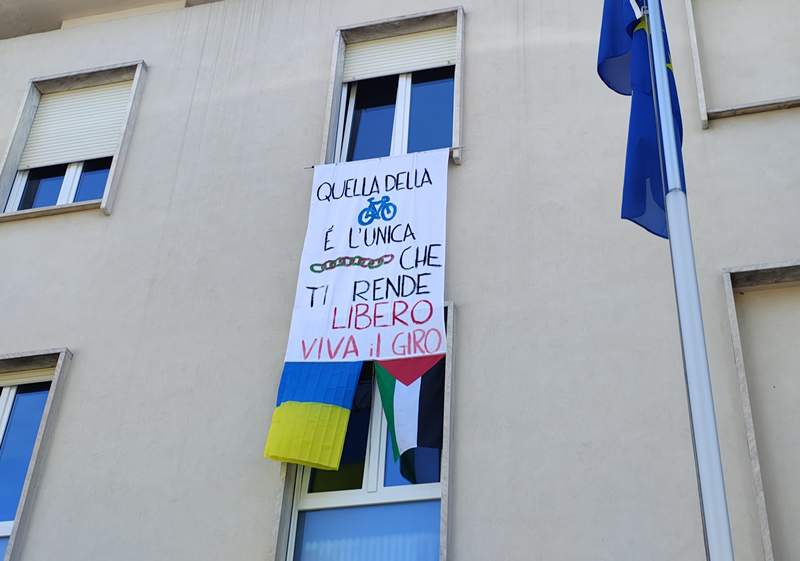 QUELLA DELLA
É L'UNICA
CHE
TI RENDE
LIBERO
VIVA il GIRO